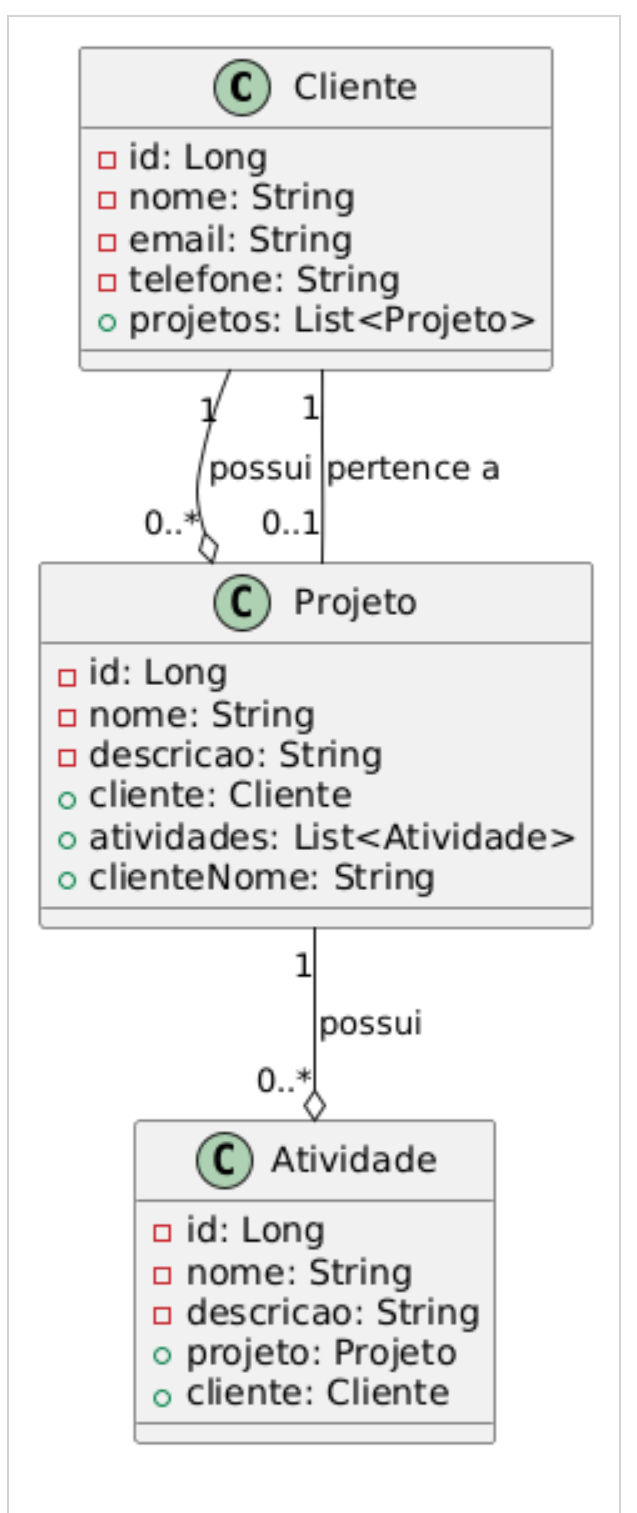 C Cliente
id: Long
nome: String
email: String
telefone: String
projetos: List<Projeto>
1 1
possui pertence a
0..* 0..1
C Projeto
id: Long
nome: String
descricao: String
cliente: Cliente
atividades: List<Atividade>
clienteNome: String
1
possui
0..*
C Atividade
id: Long
nome: String
descricao: String
projeto: Projeto
cliente: Cliente